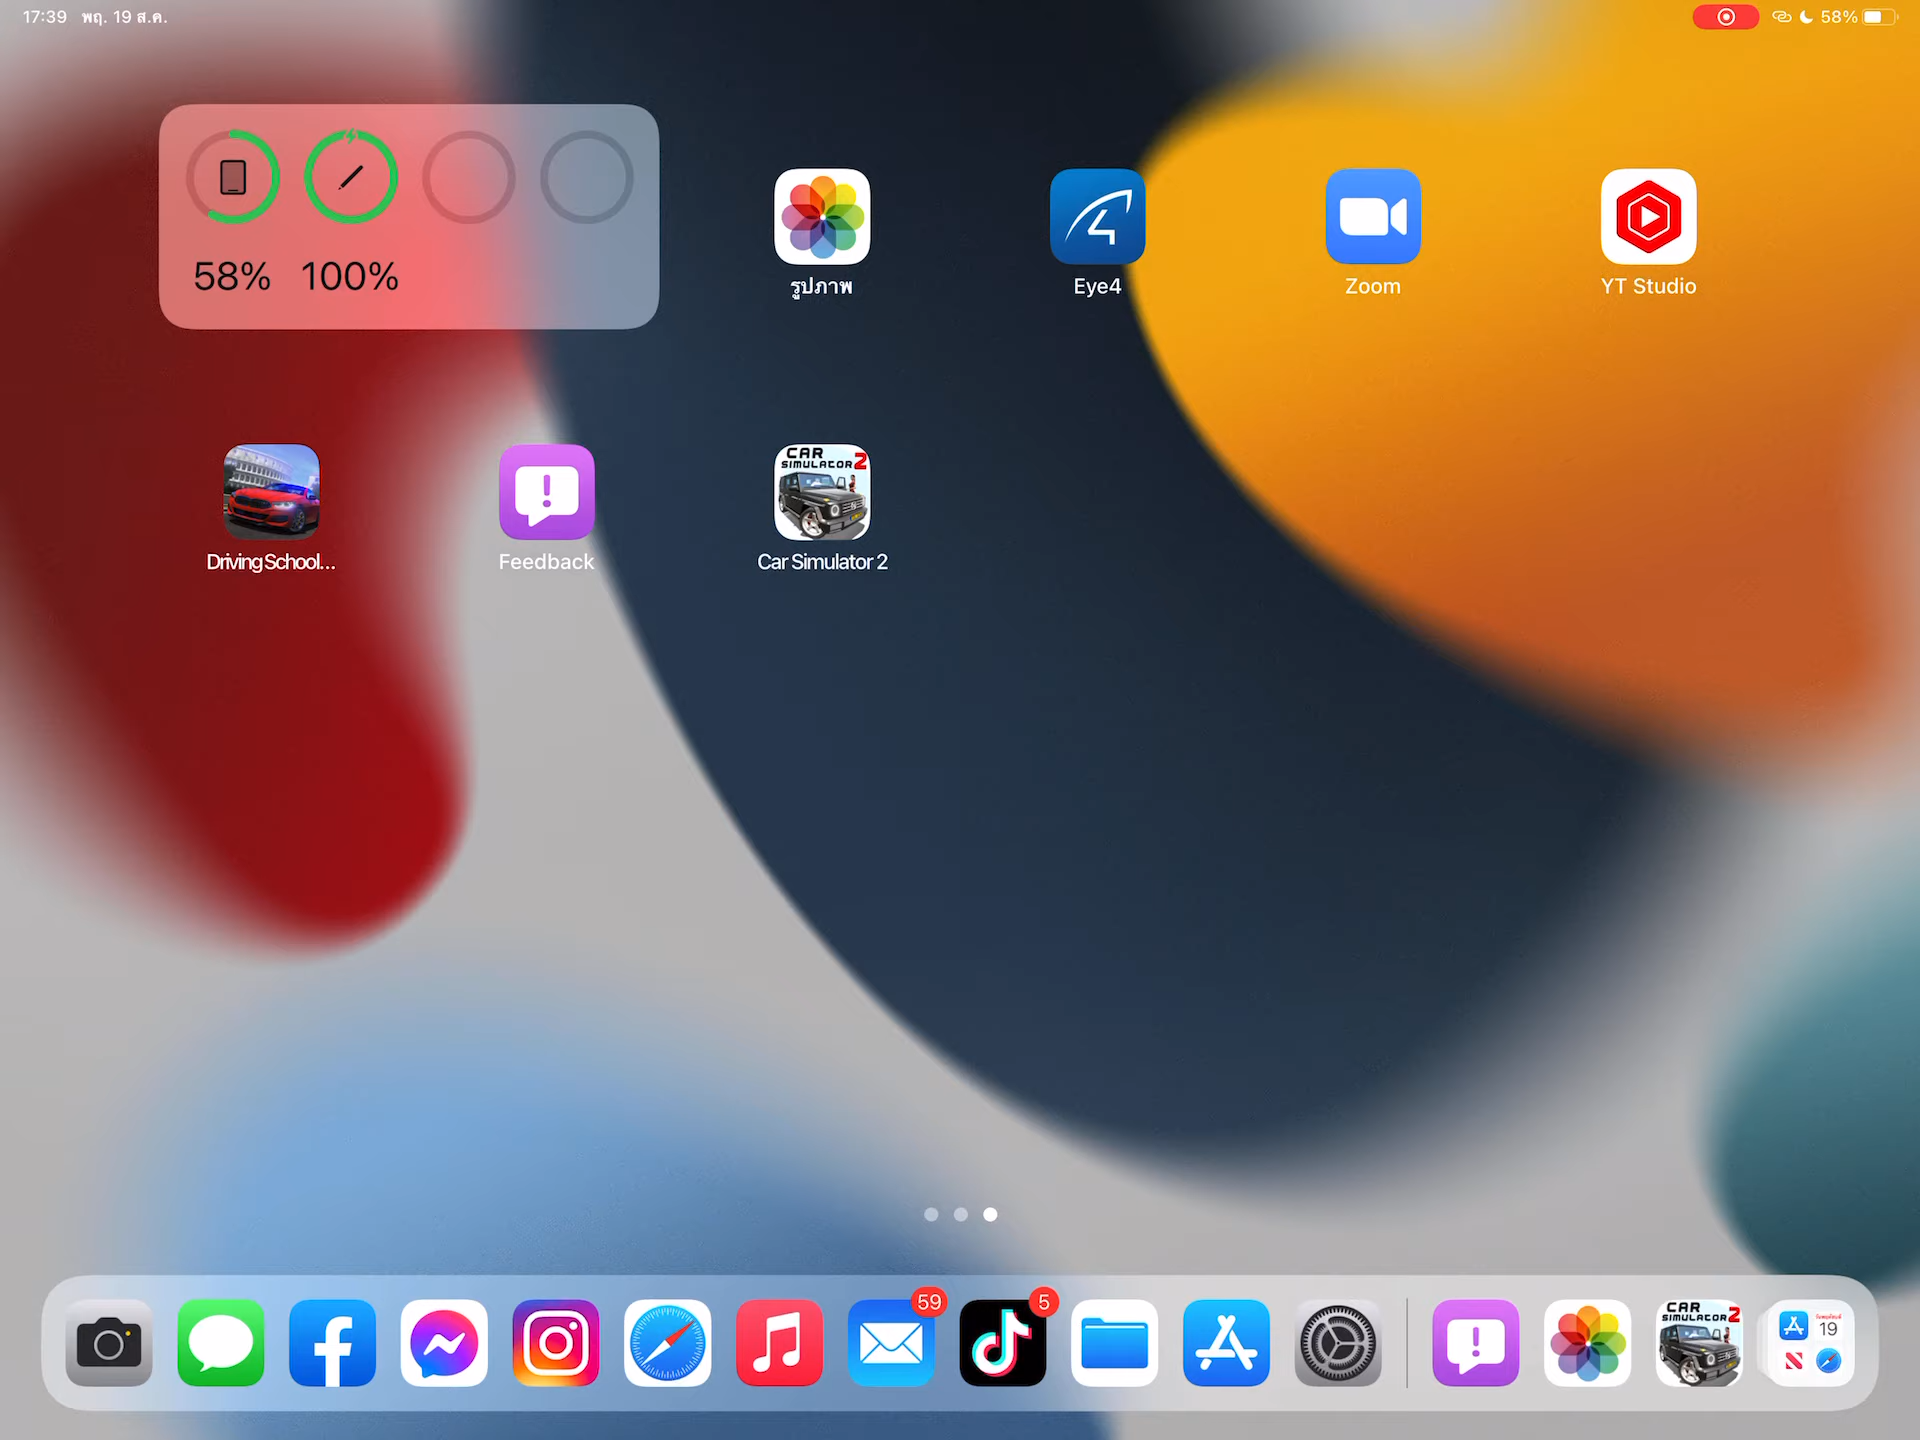 17:39 พฤ. 19 ส.ค.
58%
58% 100%
รูปภาพ
Eye4
Zoom
YT Studio
CAR
SIMULATOR 2
Driving School...
Feedback
Car Simulator 2
59
5
CAR
SIMULATOR 2
19